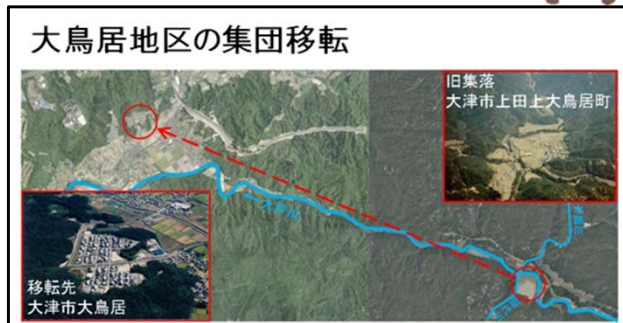 大鳥居地区の集団移転
旧集落
大津市上田上大鳥居町
移転先
大津市大鳥居